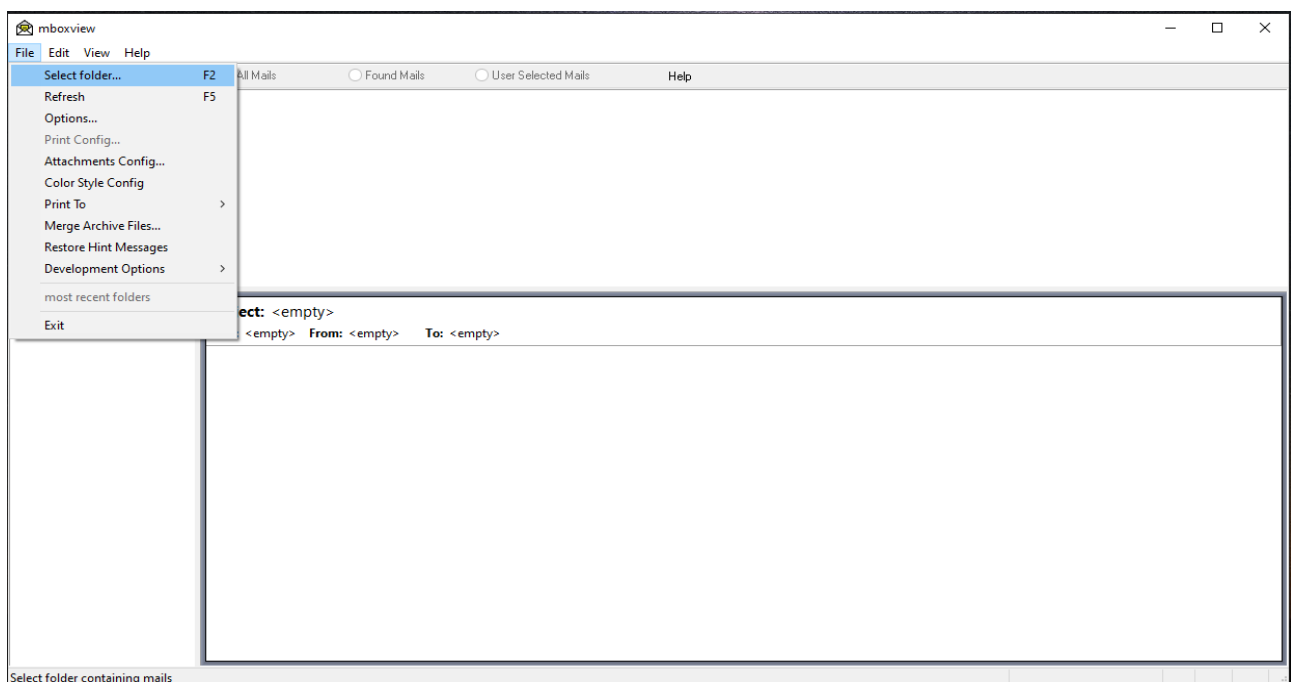 mboxview
File Edit View Help
Select folder... F2
All Mails Found Mails User Selected Mails Help
Refresh F5
Options...
Print Config...
Attachments Config...
Color Style Config
Print To >
Merge Archive Files...
Restore Hint Messages
Development Options >
most recent folders
Exit
ect: <empty>
: <empty> From: <empty> To: <empty>
Select folder containing mails